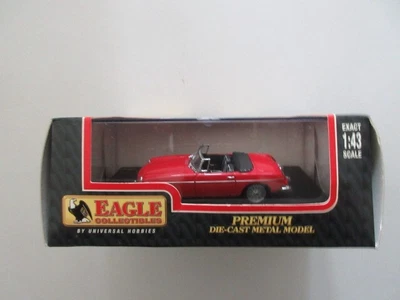 EXACT
1:43
SCALE
EAGLE
COLLECTIBLES
BY UNIVERSAL HOBBIES
PREMIUM
DIE-CAST METAL MODEL